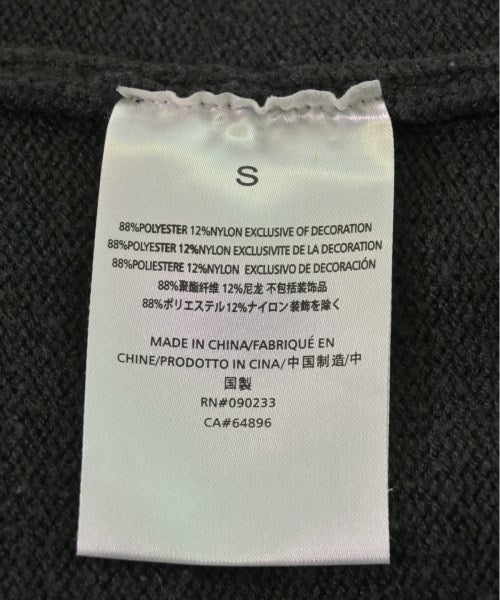 S
88%POLYESTER 12%NYLON EXCLUSIVE OF DECORATION
88%POLYESTER 12%NYLON EXCLUSIVITE DE LA DECORATION
88%POLIESTERE 12%NYLON EXCLUSIVO DE DECORACIÓN
88%聚酯纤维 12%尼龙 不包括装饰品
88%ポリエステル12%ナイロン装飾を除く
MADE IN CHINA/FABRIQUÉ EN
CHINE/PRODOTTO IN CINA/中国制造/中
国製
RN#090233
CA#64896